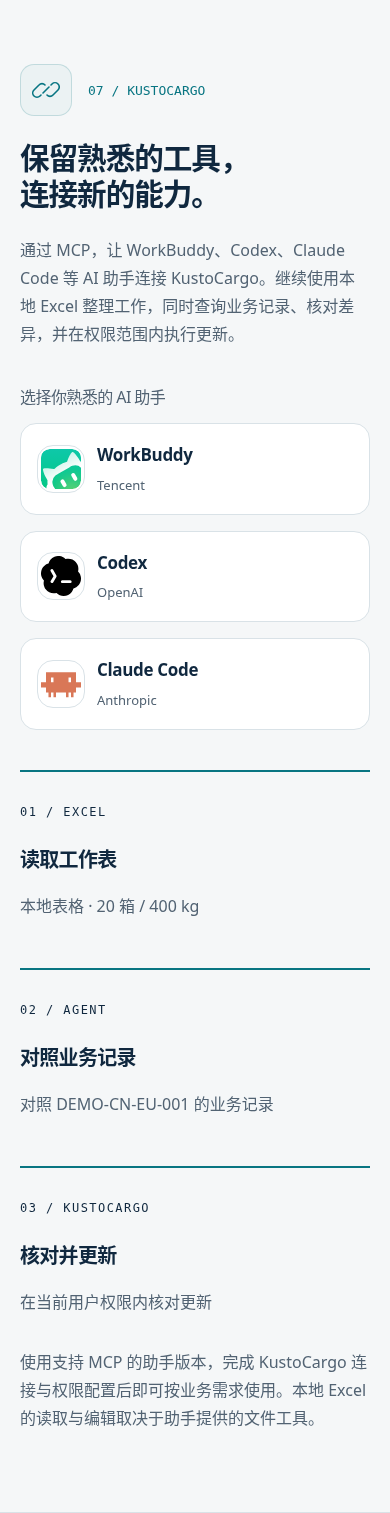 07 / KUSTOCARGO
保留熟悉的工具，
连接新的能力。
通过 MCP，让 WorkBuddy、Codex、Claude
Code 等 AI 助手连接 KustoCargo。继续使用本
地 Excel 整理工作，同时查询业务记录、核对差
异，并在权限范围内执行更新。
选择你熟悉的 AI 助手
WorkBuddy
Tencent
Codex
OpenAI
Claude Code
Anthropic
01 / EXCEL
读取工作表
本地表格 · 20 箱 / 400 kg
02 / AGENT
对照业务记录
对照 DEMO-CN-EU-001 的业务记录
03 / KUSTOCARGO
核对并更新
在当前用户权限内核对更新
使用支持 MCP 的助手版本，完成 KustoCargo 连
接与权限配置后即可按业务需求使用。本地 Excel
的读取与编辑取决于助手提供的文件工具。